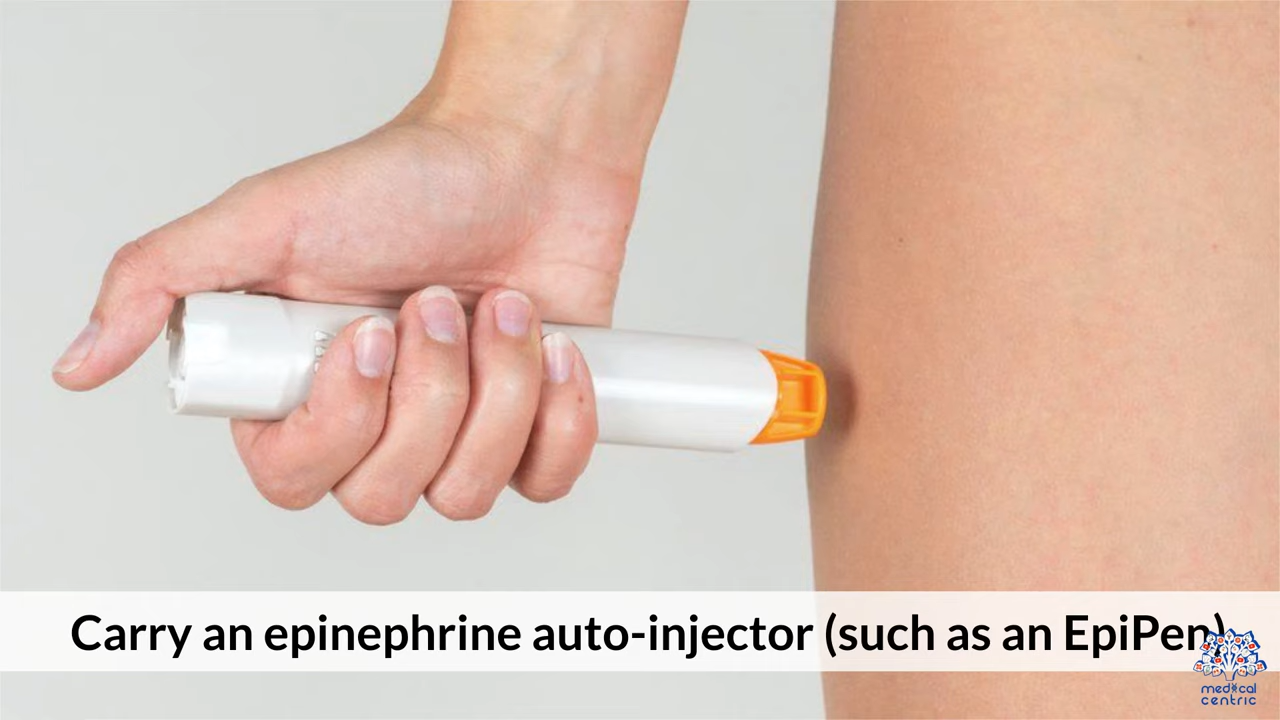 Carry an epinephrine auto-injector (such as an EpiPen)
medical
centric